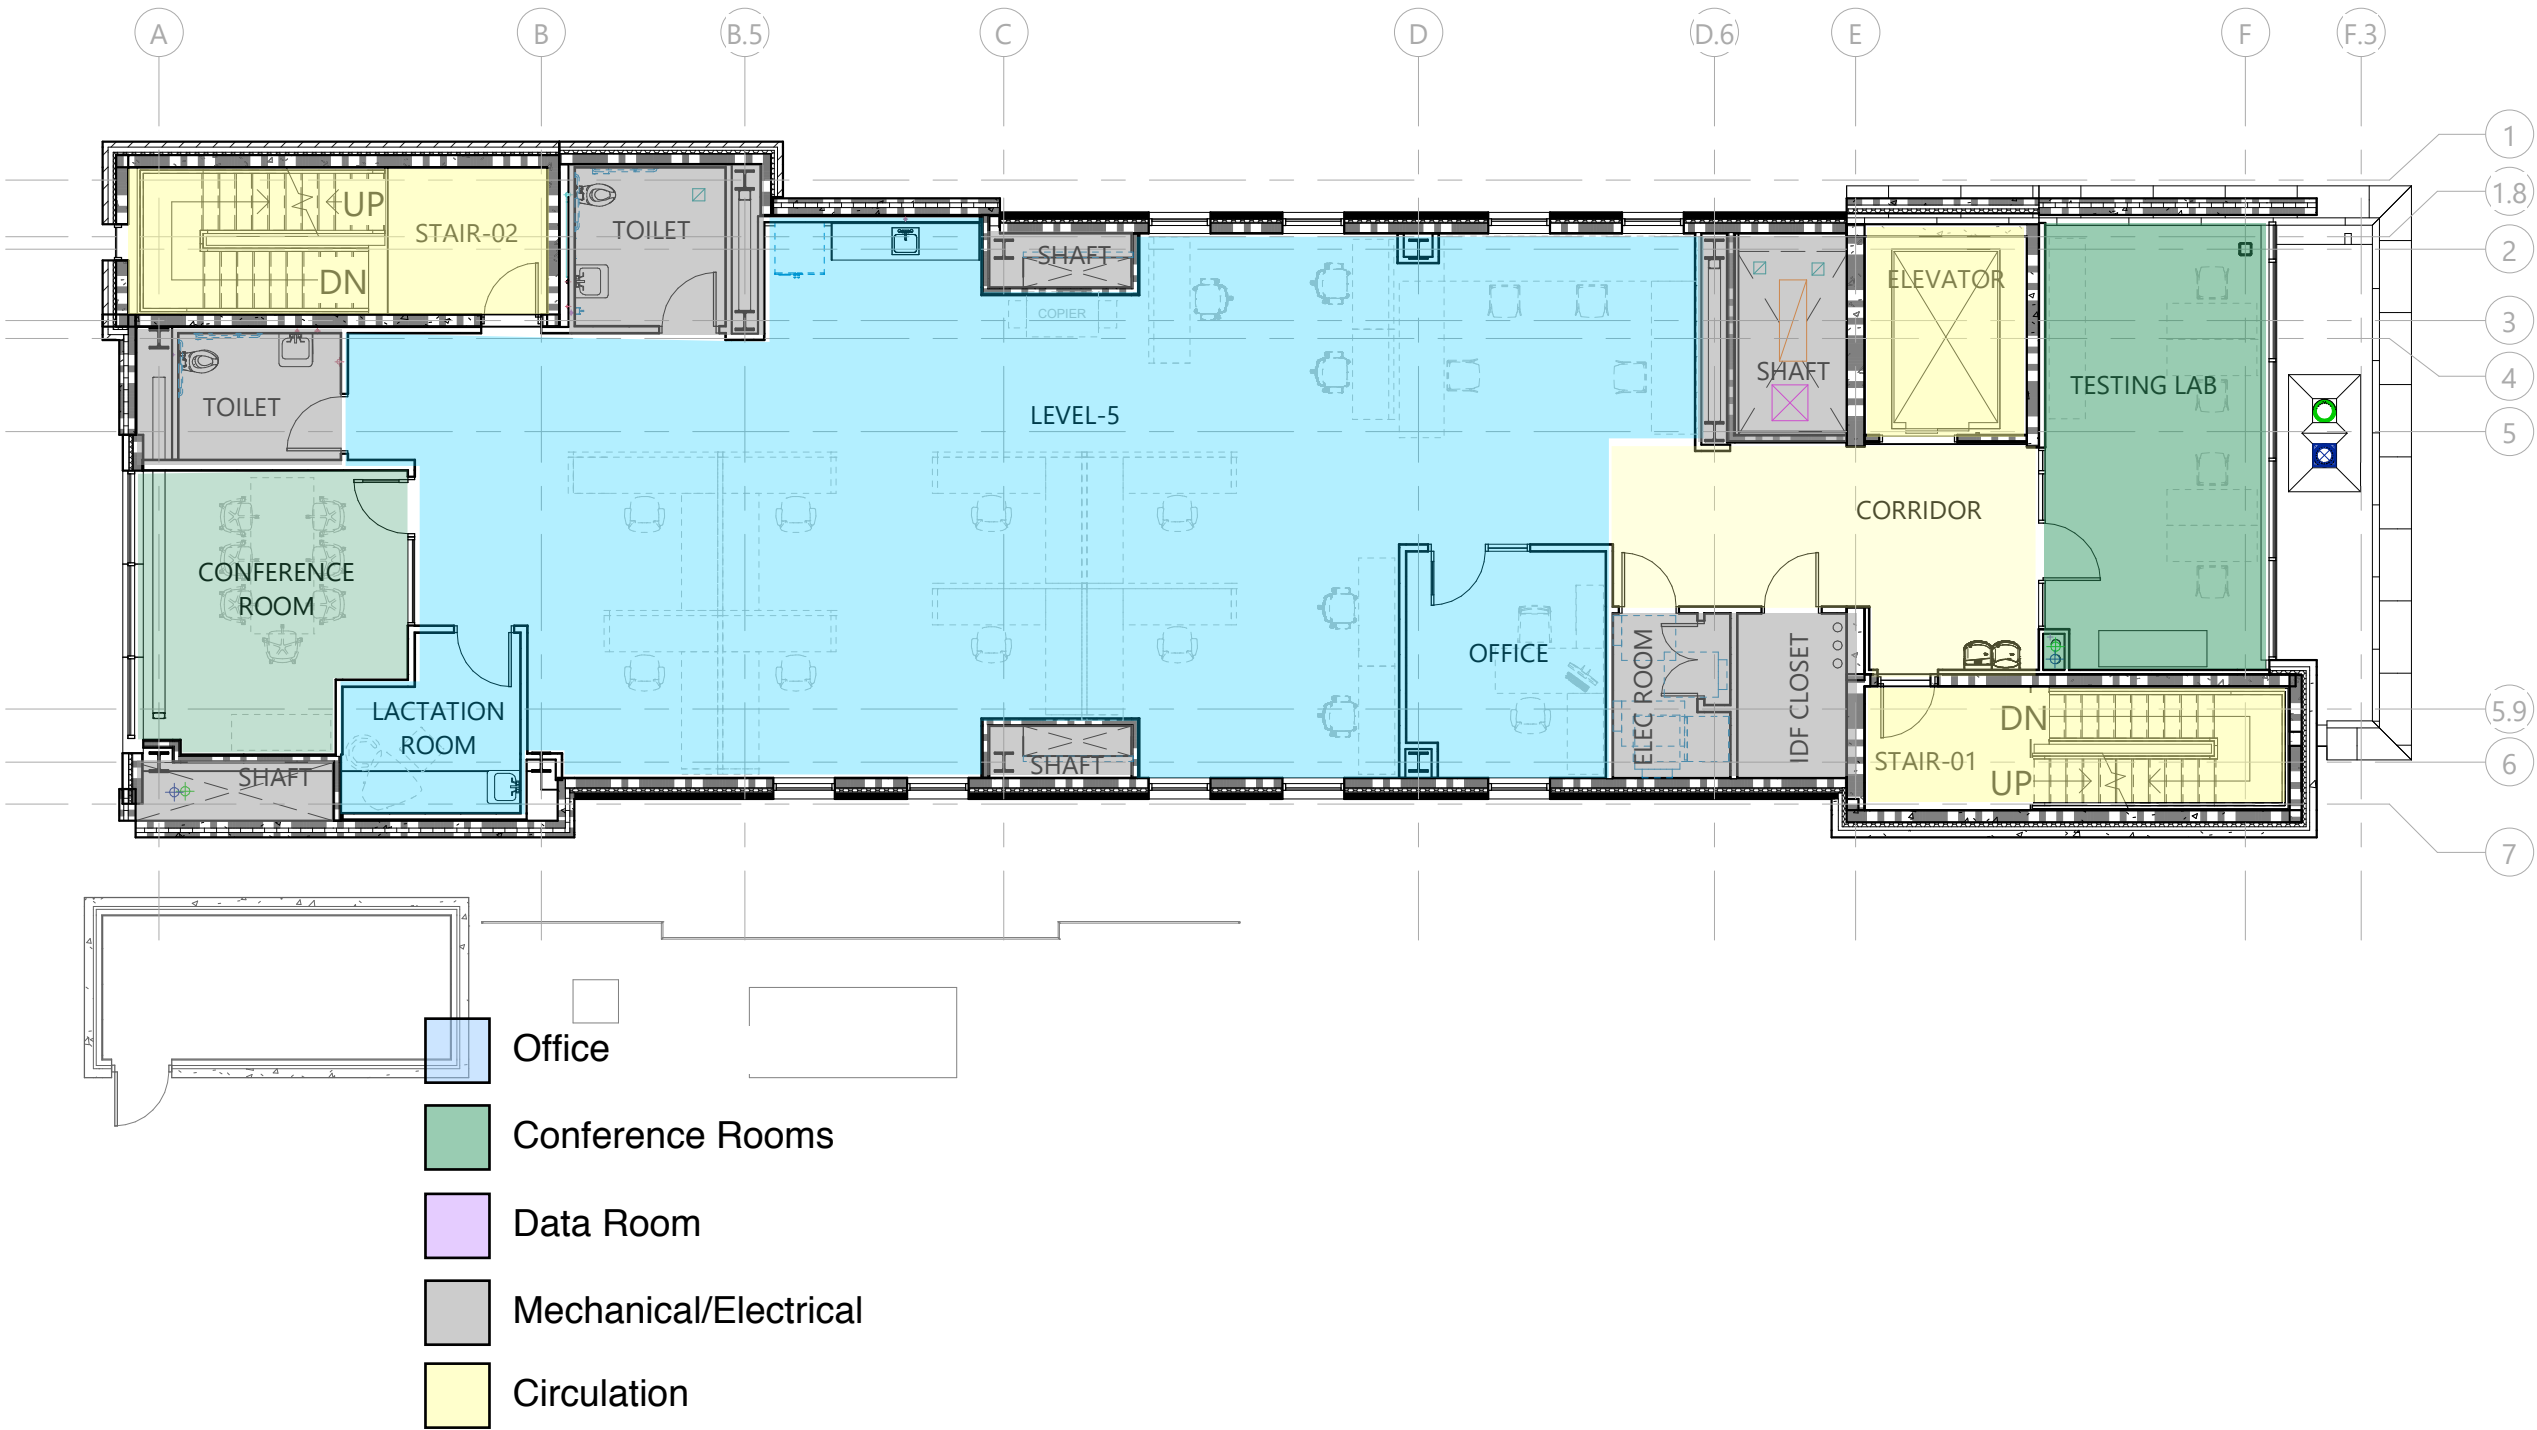 A
B
B.5
C
D
D.6
E
F
F.3
1
1.8
2
3
4
5
5.9
6
7
UP
STAIR-02
DN
TOILET
SHAFT
COPIER
ELEVATOR
SHAFT
TESTING LAB
TOILET
LEVEL-5
CORRIDOR
CONFERENCE
ROOM
OFFICE
ELEC ROOM
IDF CLOSET
LACTATION
ROOM
SHAFT
SHAFT
DN
STAIR-01
UP
Office
Conference Rooms
Data Room
Mechanical/Electrical
Circulation